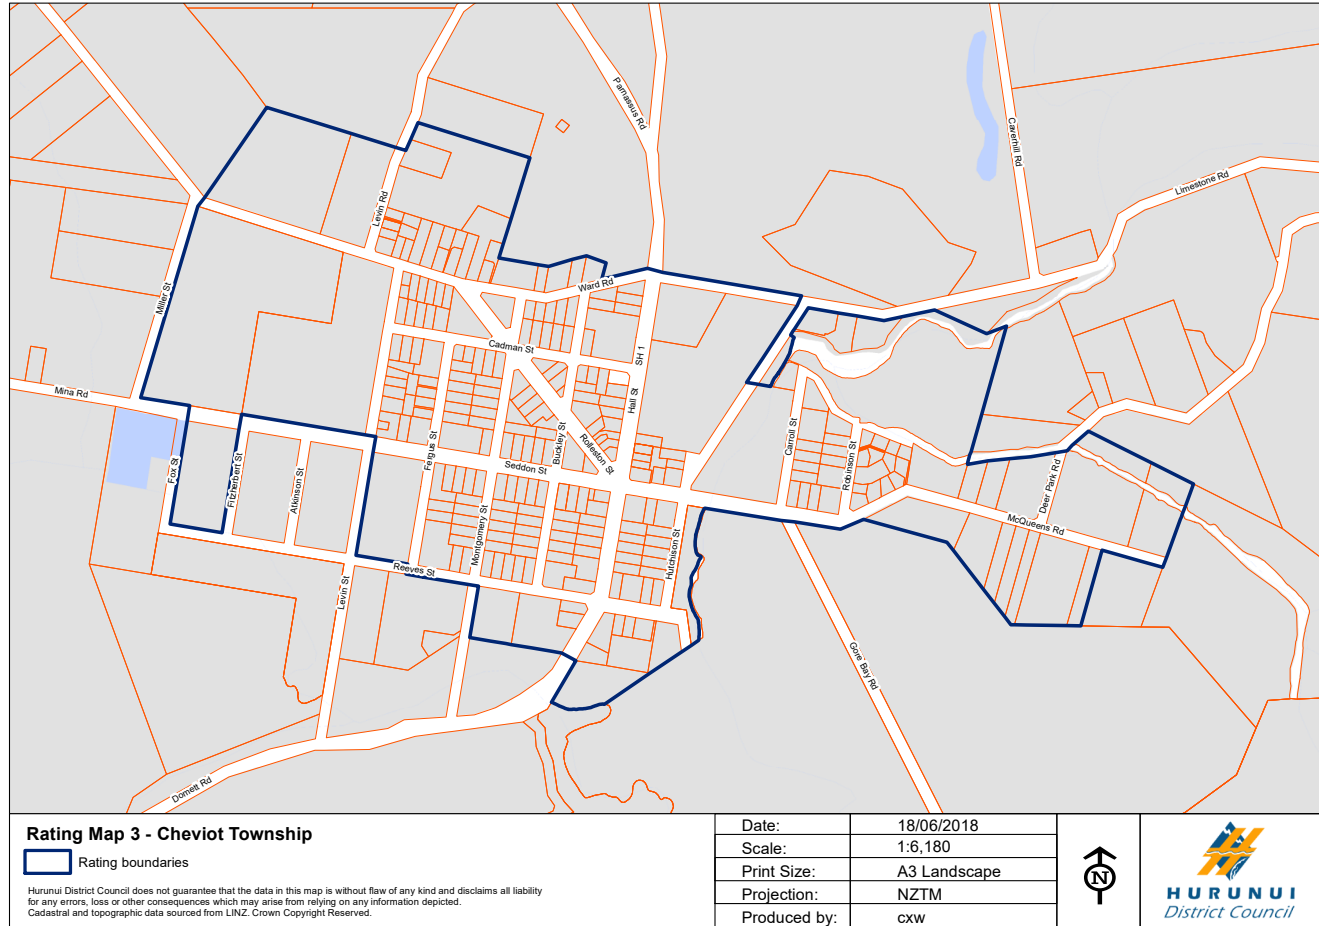 Parnassus Rd
Caverhill Rd
Limestone Rd
Levin Rd
Miller St
Ward Rd
Cadman St
SH 1
Mina Rd
Hall St
Carroll St
Robinson St
Fergus St
Buckley St
Rolleston St
Fox St
Fitzherbert St
Atkinson St
Seddon St
Deer Park Rd
McQueens Rd
Montgomery St
Hutchison St
Reeves St
Levin St
Gore Bay Rd
Domett Rd
Rating Map 3 - Cheviot Township
Rating boundaries
Hurunui District Council does not guarantee that the data in this map is without flaw of any kind and disclaims all liability
for any errors, loss or other consequences which may arise from relying on any information depicted.
Cadastral and topographic data sourced from LINZ. Crown Copyright Reserved.
Date: 18/06/2018
Scale: 1:6,180
Print Size: A3 Landscape
Projection: NZTM
Produced by: cxw
N
HURUNUI
District Council